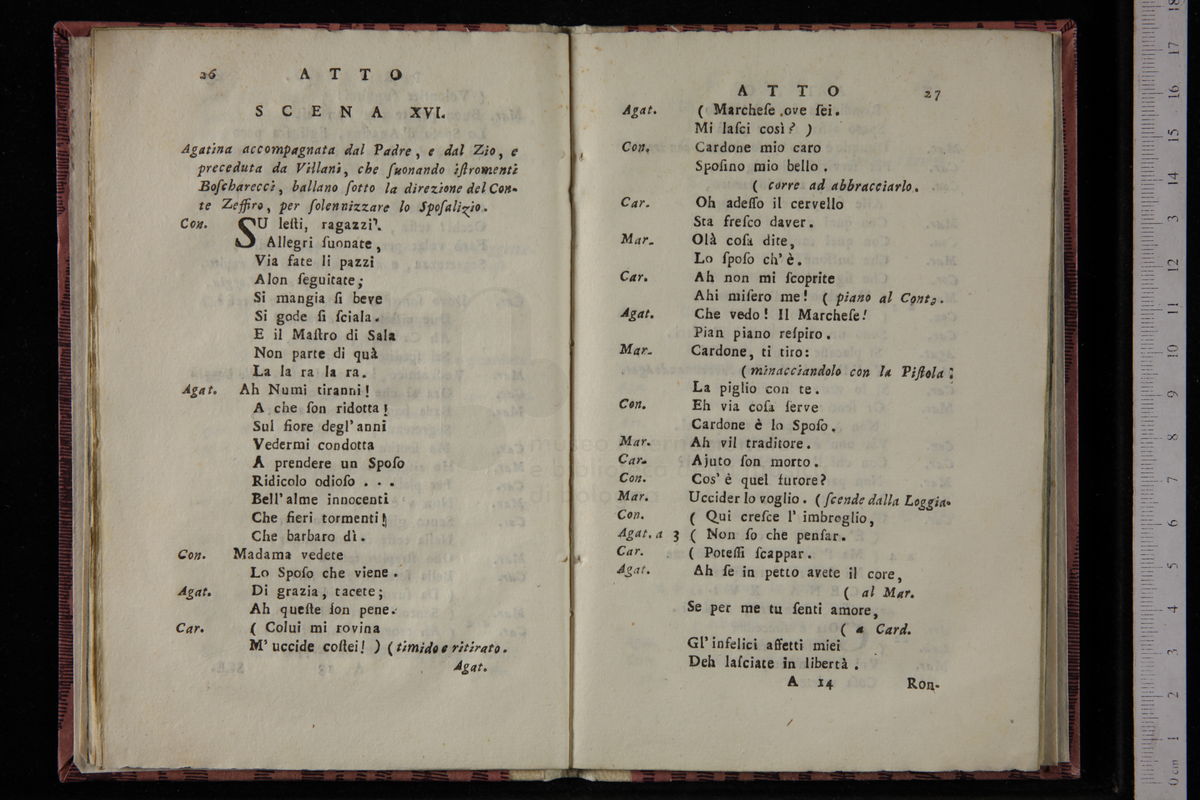 26 ATTO
SCENA XVI.
Agatina accompagnata dal Padre, e dal Zio, e
preceduta da Villani, che ſuonando iſtromenti
Boſcharecci, ballano ſotto la direzione del Con-
te Zeffiro, per ſolennizzare lo Spoſalizio.
Con. SU leſti, ragazzi.
Allegri ſuonate,
Via fate li pazzi
Alon ſeguitate;
Si mangia ſi beve
Si gode ſi ſciala.
E il Maſtro di Sala
Non parte di quà
La la ra la ra.
Agat. Ah Numi tiranni!
A che ſon ridotta!
Sul fiore degl'anni
Vedermi condotta
A prendere un Spoſo
Ridicolo odioſo . . .
Bell'alme innocenti
Che fieri tormenti!
Che barbaro dì.
Con. Madama vedete
Lo Spoſo che viene.
Agat. Di grazia, tacete;
Ah queſte ſon pene.
Car. ( Colui mi rovina
M'uccide coſtei! ) ( timido e ritirato.
Agat.
ATTO 27
Agat. ( Marcheſe ove ſei.
Mi laſci così? )
Con. Cardone mio caro
Spoſino mio bello.
( corre ad abbracciarlo.
Car. Oh adeſſo il cervello
Sta freſco daver.
Mar. Olà coſa dite,
Lo ſpoſo ch'è.
Car. Ah non mi ſcoprite
Ahi miſero me! ( piano al Conte.
Agat. Che vedo! Il Marcheſe!
Pian piano reſpiro.
Mar. Cardone, ti tiro:
( minacciandolo con la Piſtola:
La piglio con te.
Con. Eh via coſa ſerve
Cardone è lo Spoſo.
Mar. Ah vil traditore.
Car. Ajuto ſon morto.
Con. Cos'è quel furore?
Mar. Uccider lo voglio. ( ſcende dalla Loggia.
Con. ( Qui creſce l'imbroglio,
Agat. a 3 ( Non ſo che penſar.
Car. ( Poteſſi ſcappar.
Agat. Ah ſe in petto avete il core,
( al Mar.
Se per me tu ſenti amore,
( a Card.
Gl'infelici affetti miei
Deh laſciate in libertà.
A 14 Ron-